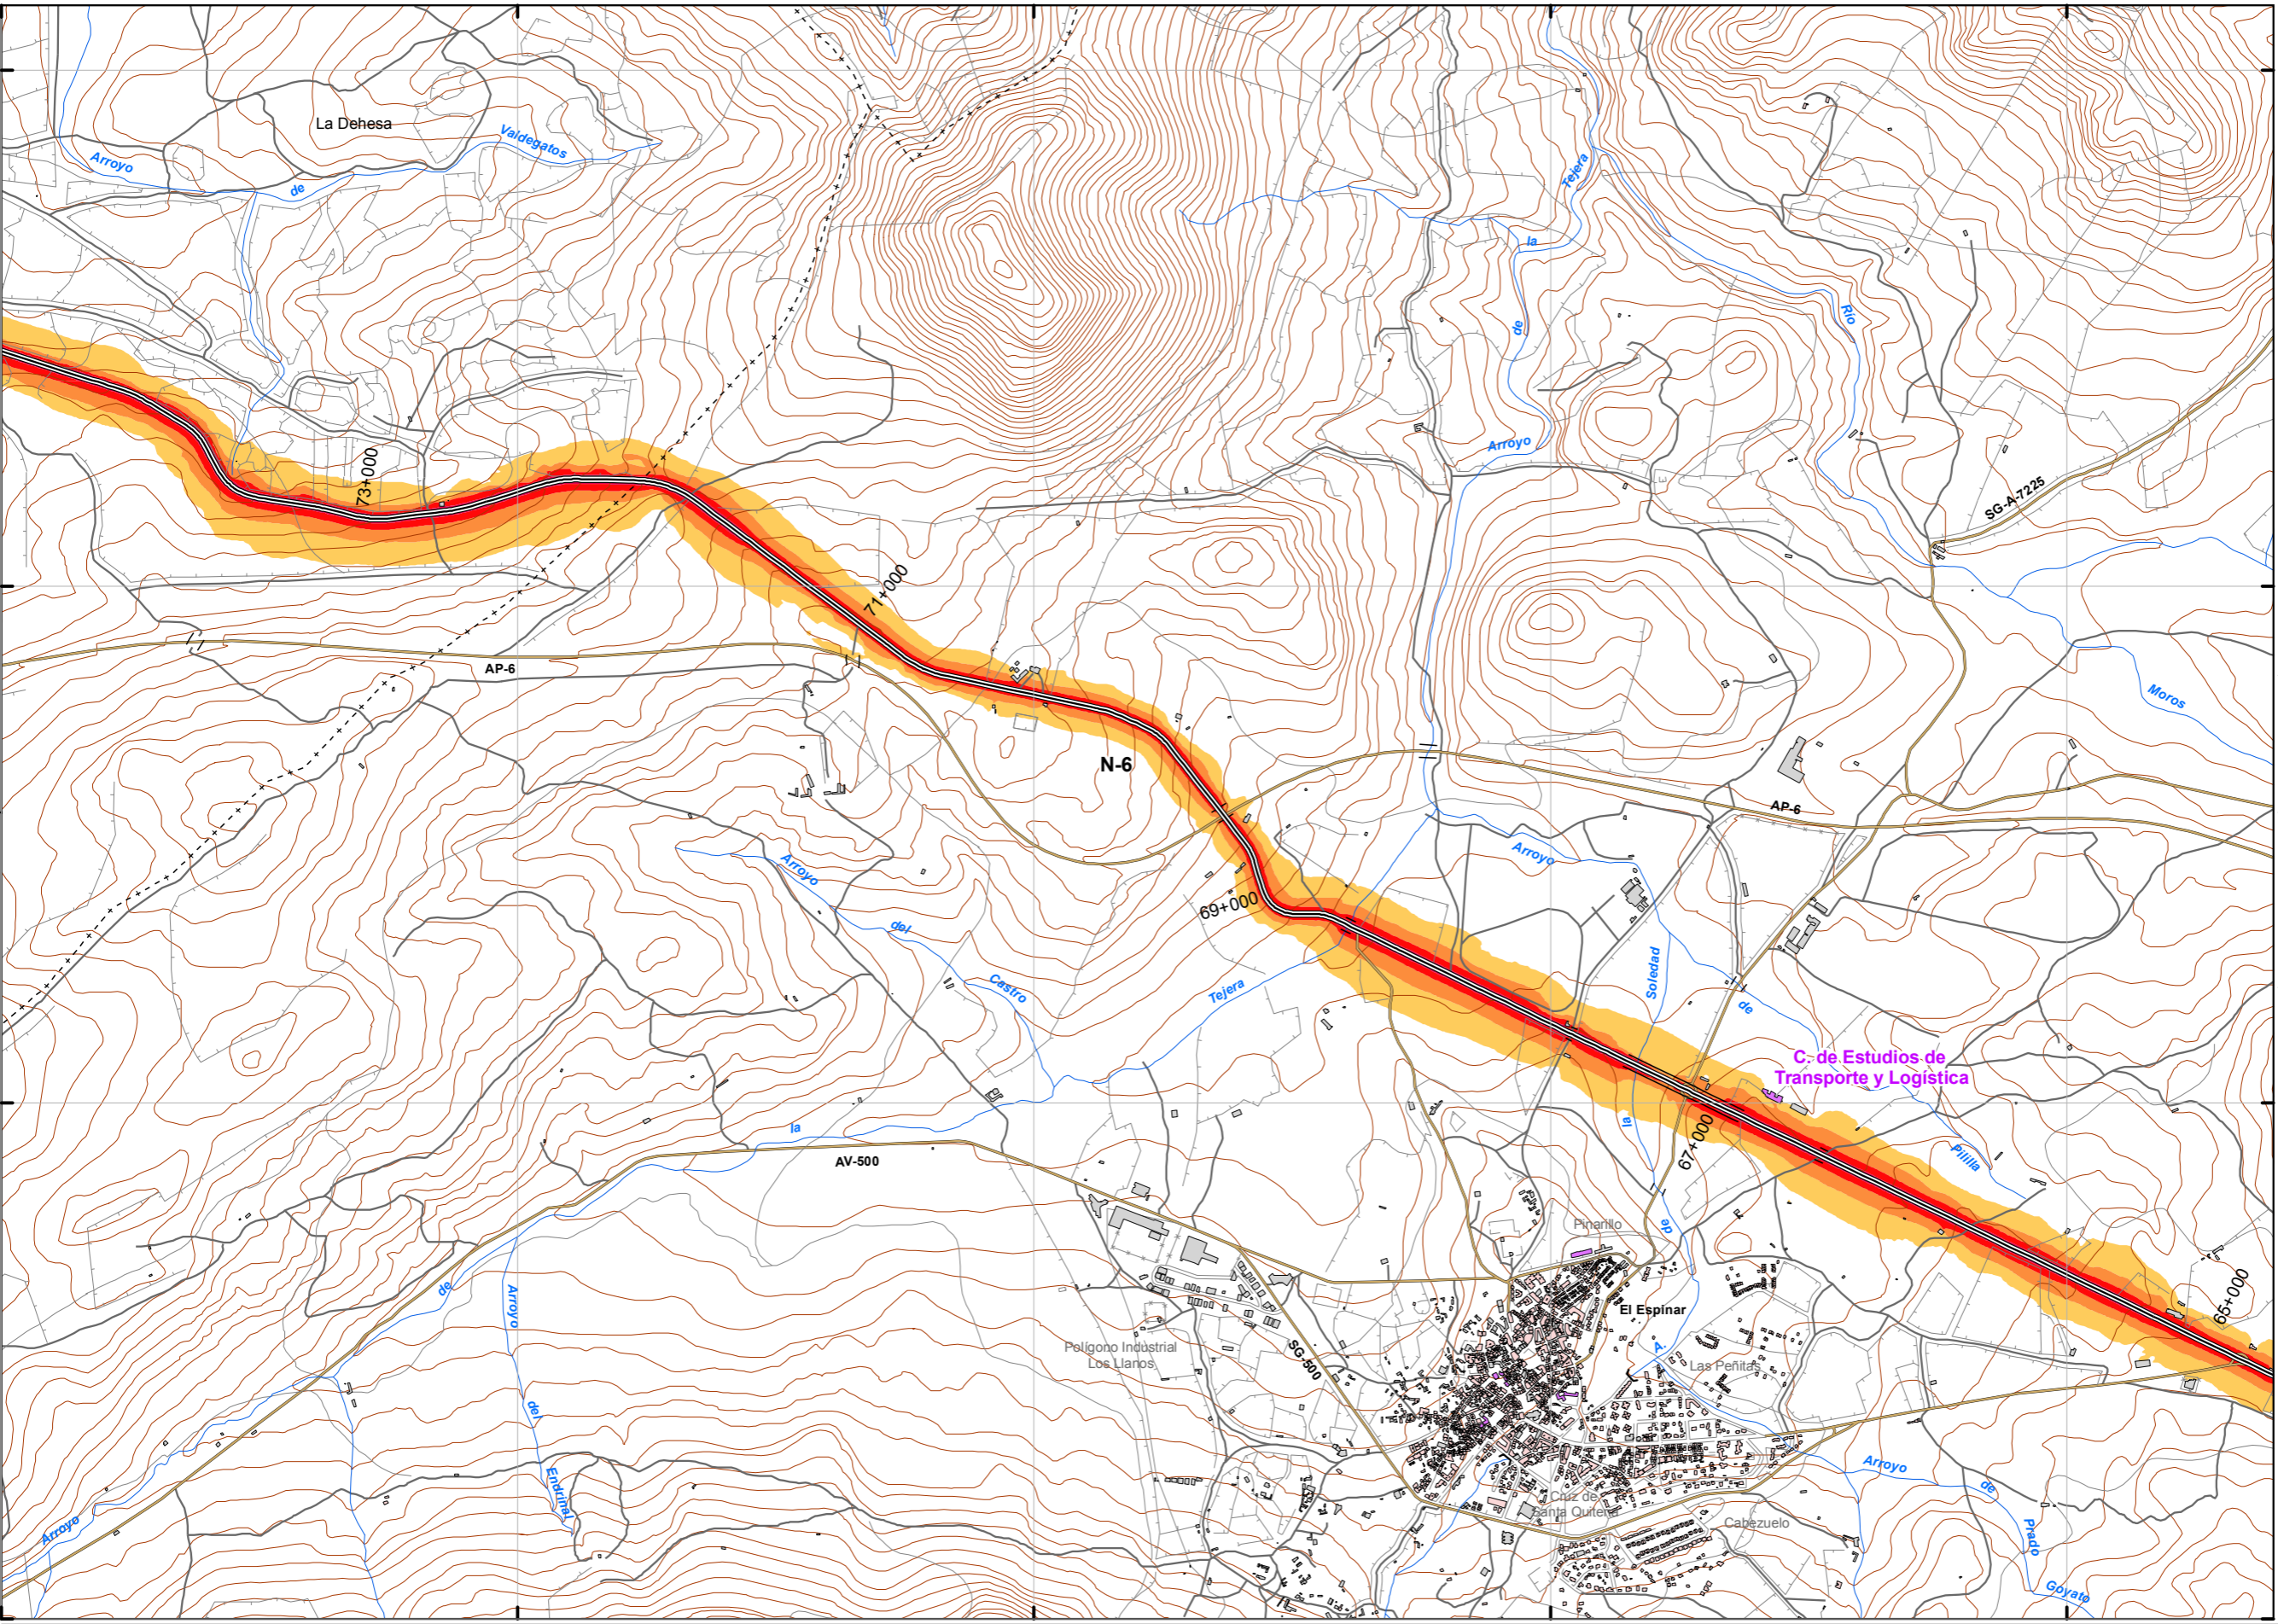 La Dehesa
Arroyo
de
Valdegatos
Tejera
la
de
Arroyo
Río
Moros
SG-A-7225
73+000
71+000
AP-6
N-6
AP-6
69+000
Arroyo
del
Castro
Tejera
Arroyo
Soledad
de
C. de Estudios de
Transporte y Logística
la
67+000
Pililla
la
AV-500
de
Pinarillo
de
Arroyo
del
Endrinal
Arroyo
El Espinar
65+000
Polígono Industrial
Los Llanos
SG-500
A.
Las Peñitas
Cruz de
Santa Quiteria
Cabezuelo
Arroyo
de
Prado
Goyato